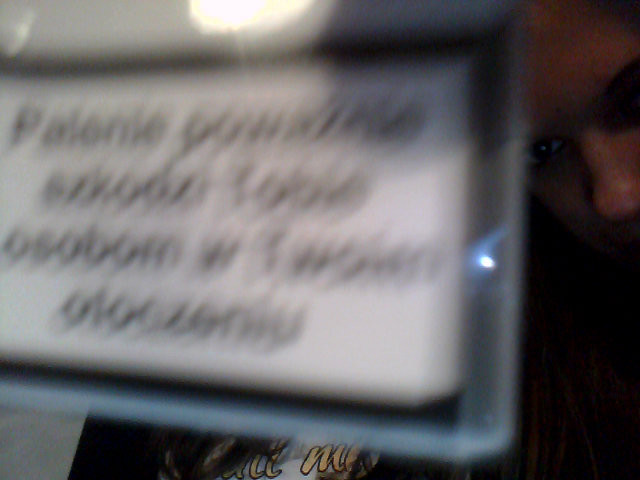 Palenie poważnie
szkodzi Tobie
osobom w Twoim
otoczeniu